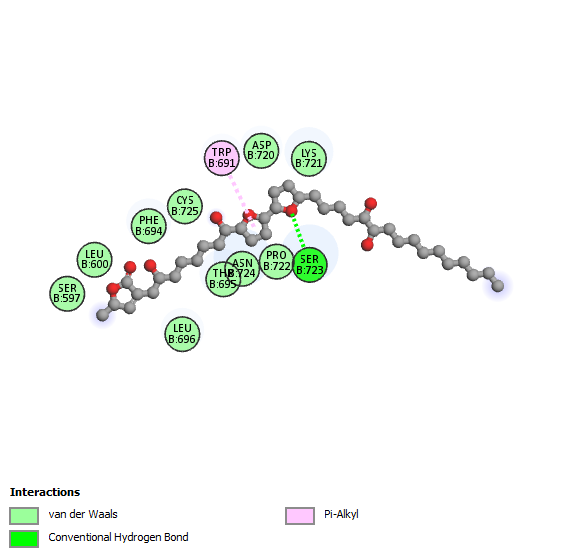 ASP
B:720
TRP
B:691
LYS
B:721
CYS
B:725
PHE
B:694
LEU
B:600
PRO
B:722
ASN
B:724
SER
B:723
THR
B:695
SER
B:597
LEU
B:696
Interactions
van der Waals
Conventional Hydrogen Bond
Pi-Alkyl